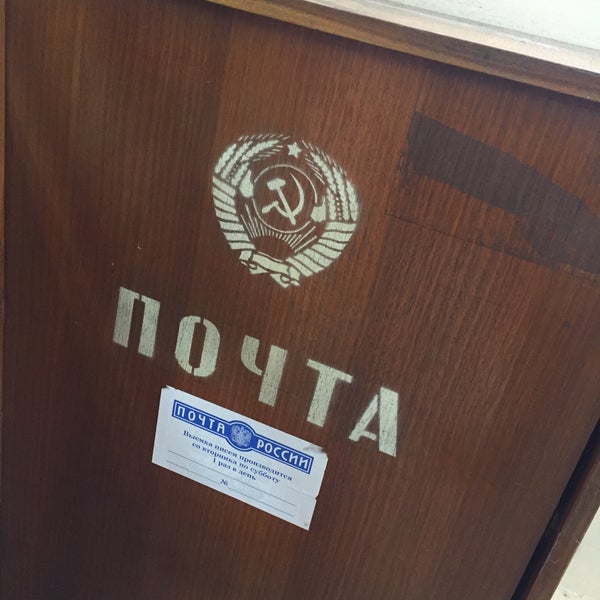 ПОЧТА
ПОЧТА РОССИИ
Выемка писем производится
со вторника по субботу
1 раз в день
№